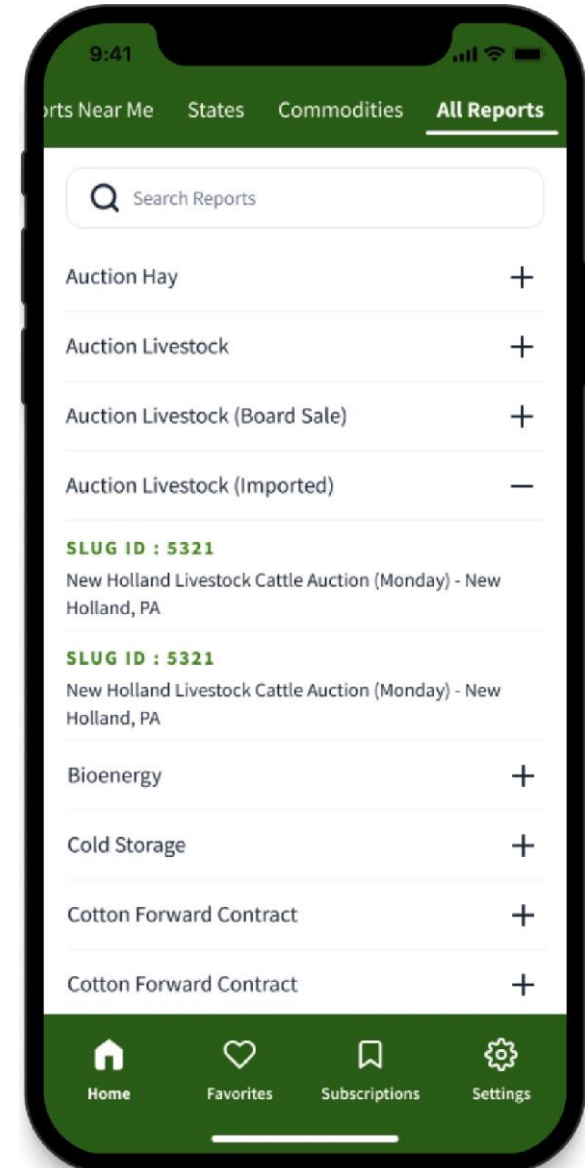 9:41
orts Near Me States Commodities All Reports
Search Reports
Auction Hay
Auction Livestock
Auction Livestock (Board Sale)
Auction Livestock (Imported)
SLUG ID : 5321
New Holland Livestock Cattle Auction (Monday) - New
Holland, PA
SLUG ID : 5321
New Holland Livestock Cattle Auction (Monday) - New
Holland, PA
Bioenergy
Cold Storage
Cotton Forward Contract
Cotton Forward Contract
Home Favorites Subscriptions Settings